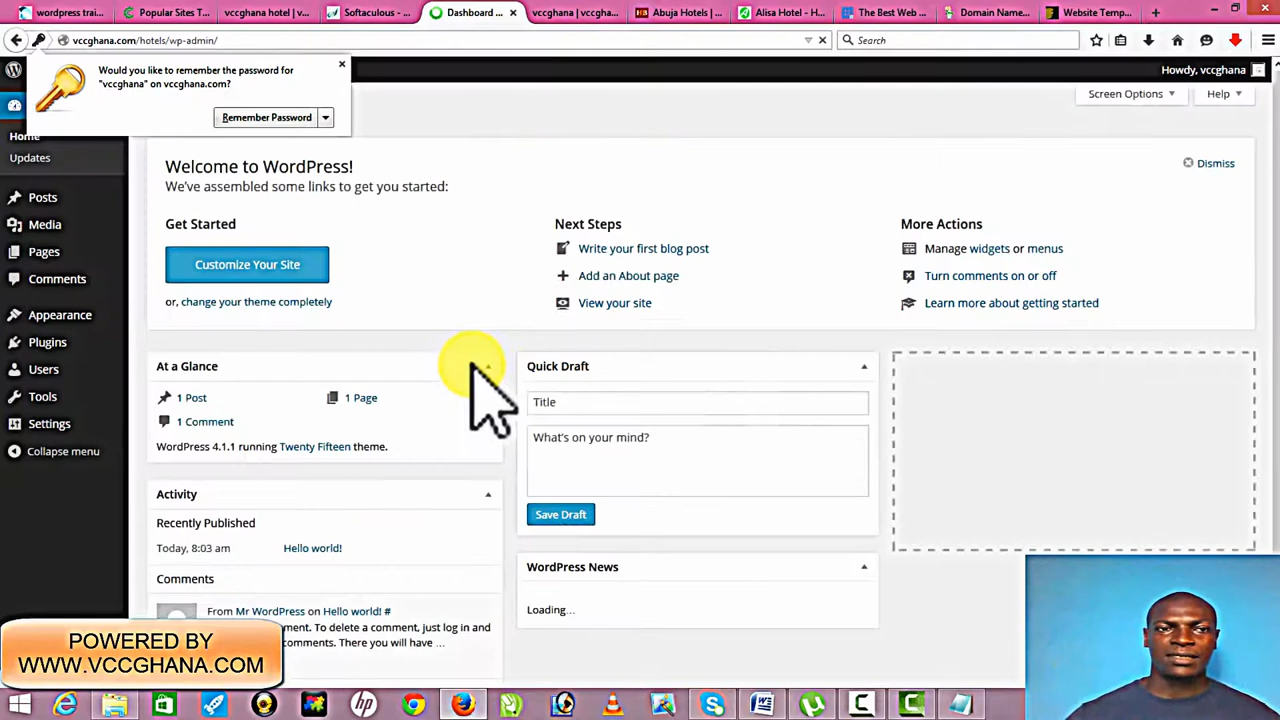 wordpress trai...
Popular Sites T...
vccghana hotel | v...
Softaculous - ...
Dashboard ...
vccghana | vccgha...
Abuja Hotels | ...
Alisa Hotel - H...
The Best Web ...
Domain Name...
Website Temp...
vccghana.com/hotels/wp-admin/
Search
Would you like to remember the password for
"vccghana" on vccghana.com?
Remember Password
Howdy, vccghana
Screen Options
Help
Home
Updates
Posts
Media
Pages
Comments
Appearance
Plugins
Users
Tools
Settings
Collapse menu
Welcome to WordPress!
We've assembled some links to get you started:
Dismiss
Get Started
Customize Your Site
or, change your theme completely
Next Steps
Write your first blog post
Add an About page
View your site
More Actions
Manage widgets or menus
Turn comments on or off
Learn more about getting started
At a Glance
1 Post
1 Page
1 Comment
WordPress 4.1.1 running Twenty Fifteen theme.
Activity
Recently Published
Today, 8:03 am
Hello world!
Comments
From Mr WordPress on Hello world! #
ment. To delete a comment, just log in and
comments. There you will have ...
Quick Draft
Title
What's on your mind?
Save Draft
WordPress News
Loading...
POWERED BY
WWW.VCCGHANA.COM